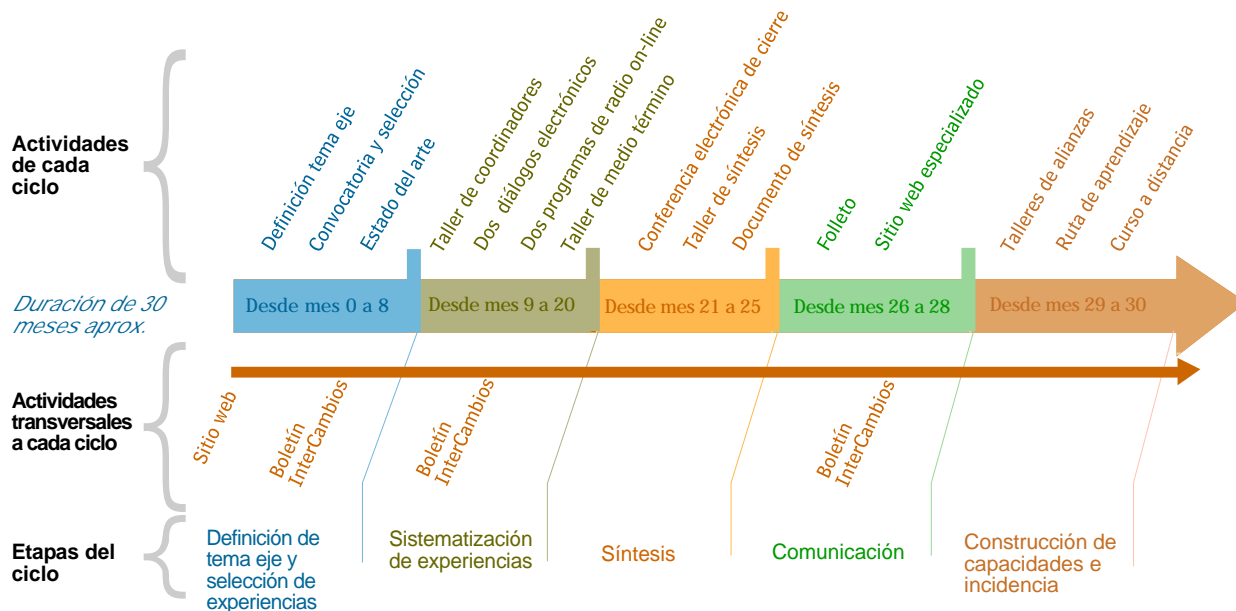 Actividades
de cada
ciclo
Definición tema eje
Convocatoria y selección
Estado del arte
Taller de coordinadores
Dos diálogos electrónicos
Dos programas de radio on-line
Taller de medio término
Conferencia electrónica de cierre
Taller de síntesis
Documento de síntesis
Folleto
Sitio web especializado
Talleres de alianzas
Ruta de aprendizaje
Curso a distancia
Duración de 30
meses aprox.
Desde mes 0 a 8
Desde mes 9 a 20
Desde mes 21 a 25
Desde mes 26 a 28
Desde mes 29 a 30
Actividades
transversales
a cada ciclo
Sitio web
Boletín
InterCambios
Boletín
InterCambios
Boletín
InterCambios
Etapas del
ciclo
Definición de
tema eje y
selección de
experiencias
Sistematización
de experiencias
Síntesis
Comunicación
Construcción de
capacidades e
incidencia